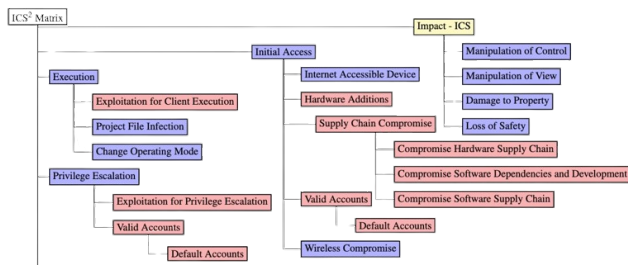 ICS² Matrix
Execution
Exploitation for Client Execution
Project File Infection
Change Operating Mode
Privilege Escalation
Exploitation for Privilege Escalation
Valid Accounts
Default Accounts
Initial Access
Internet Accessible Device
Hardware Additions
Supply Chain Compromise
Compromise Hardware Supply Chain
Compromise Software Dependencies and Development
Compromise Software Supply Chain
Valid Accounts
Default Accounts
Wireless Compromise
Impact - ICS
Manipulation of Control
Manipulation of View
Damage to Property
Loss of Safety